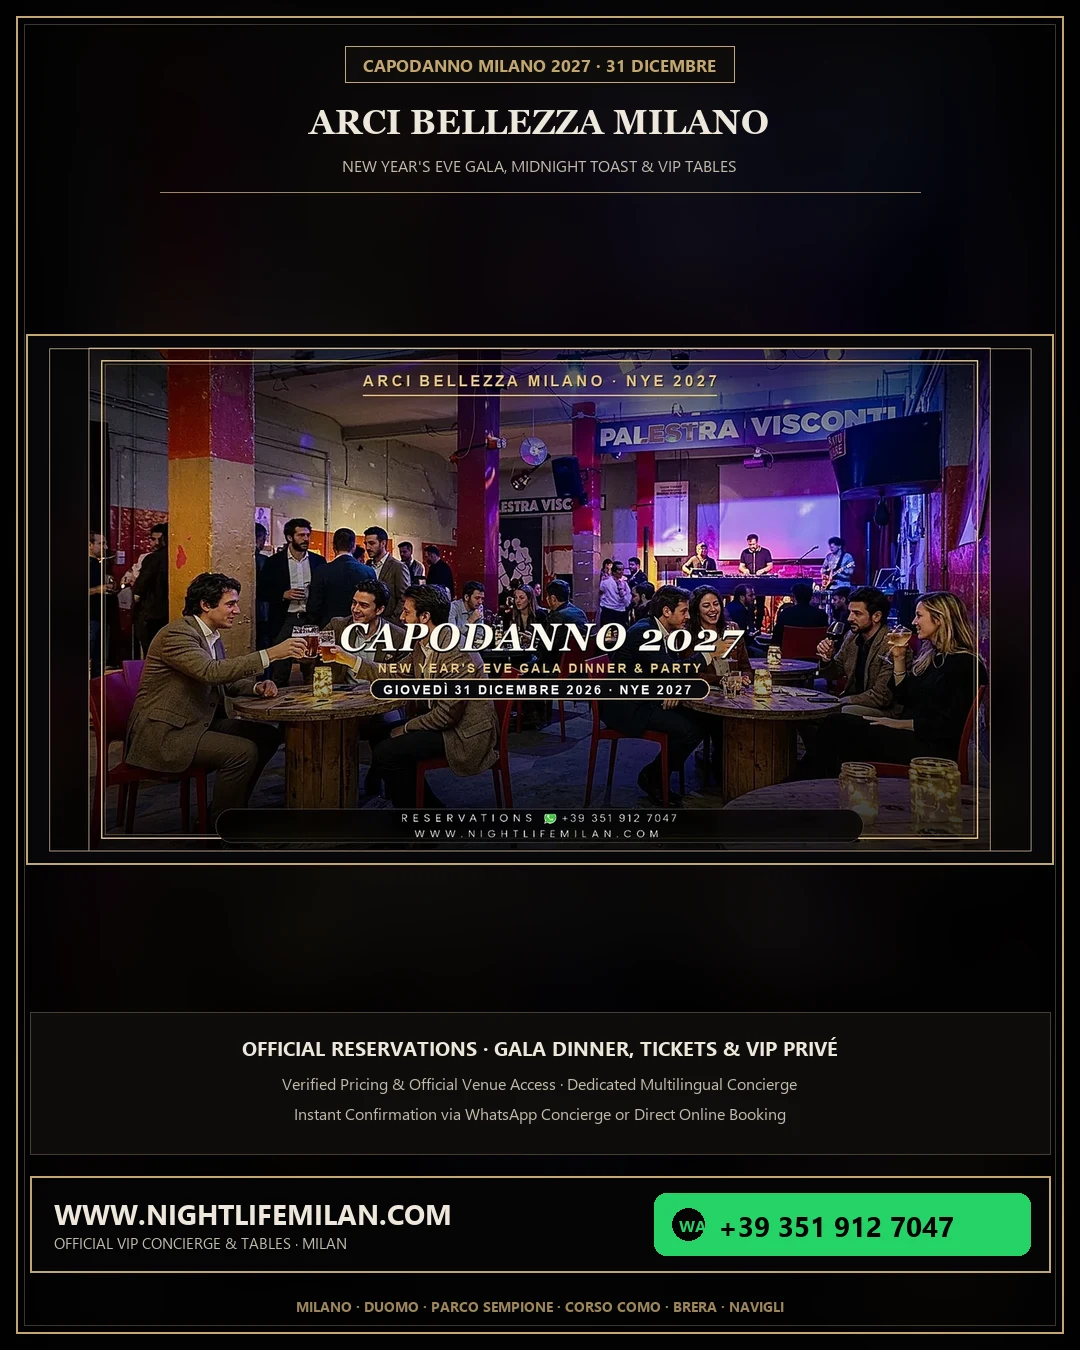 CAPODANNO MILANO 2027 · 31 DICEMBRE
ARCI BELLEZZA MILANO
NEW YEAR'S EVE GALA, MIDNIGHT TOAST & VIP TABLES
ARCI BELLEZZA MILANO · NYE 2027
PALESTRA VISCONTI
ESTRA VISC
CAPODANNO 2027
NEW YEAR'S EVE GALA DINNER & PARTY
GIOVEDÌ 31 DICEMBRE 2026 · NYE 2027
RESERVATIONS +39 351 912 7047
WWW.NIGHTLIFEMILAN.COM
OFFICIAL RESERVATIONS · GALA DINNER, TICKETS & VIP PRIVÉ
Verified Pricing & Official Venue Access · Dedicated Multilingual Concierge
Instant Confirmation via WhatsApp Concierge or Direct Online Booking
WWW.NIGHTLIFEMILAN.COM
OFFICIAL VIP CONCIERGE & TABLES · MILAN
WA +39 351 912 7047
MILANO · DUOMO · PARCO SEMPIONE · CORSO COMO · BRERA · NAVIGLI